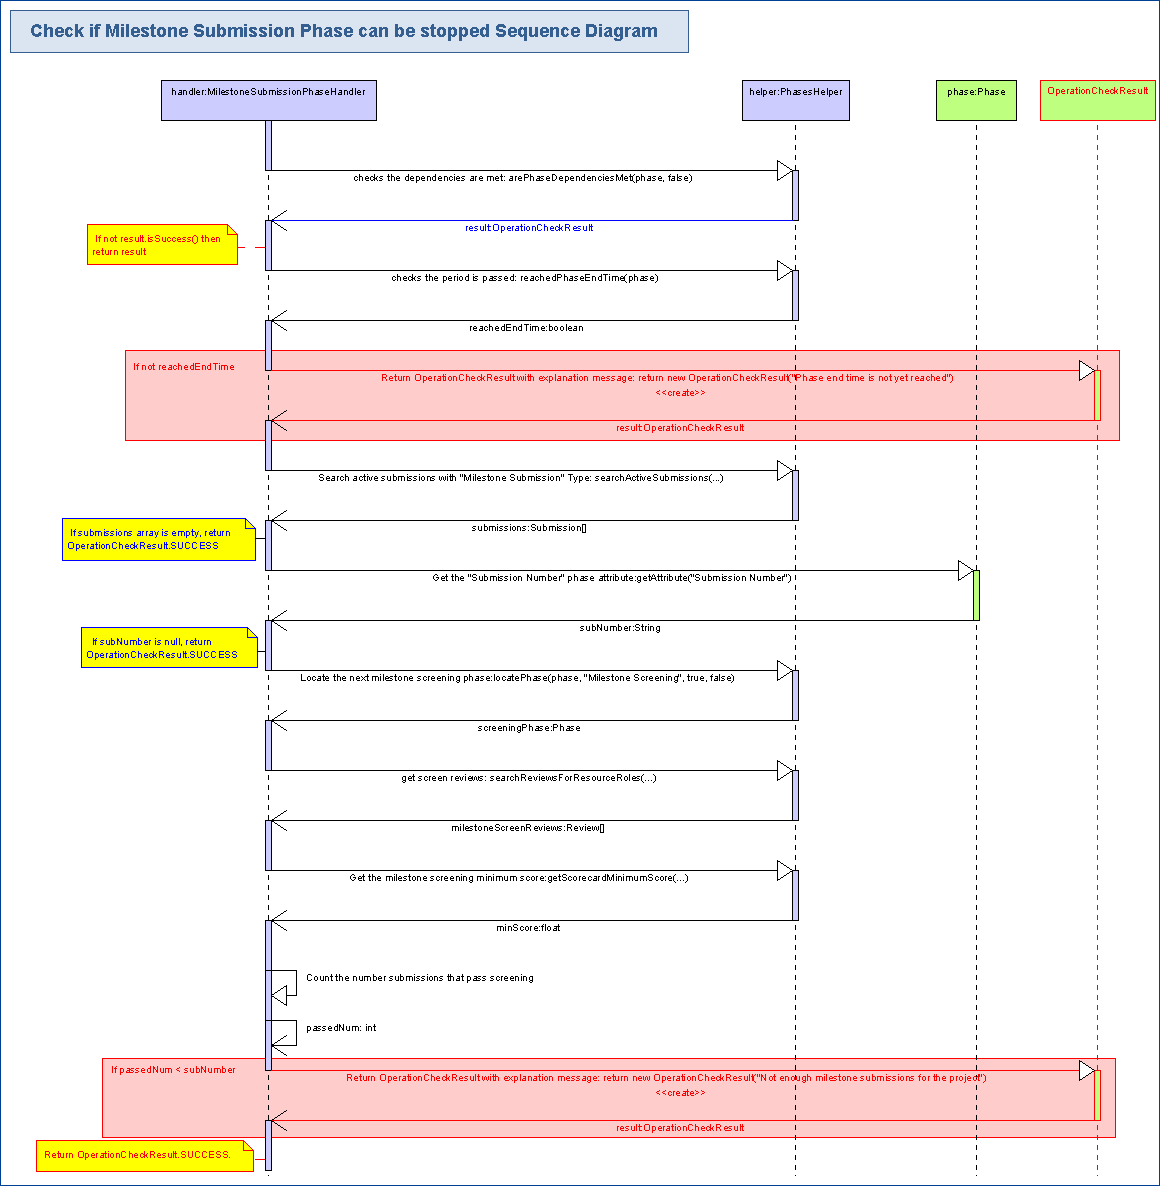 Check if Milestone Submission Phase can be stopped Sequence Diagram
handler:MilestoneSubmissionPhaseHandler
helper:PhasesHelper
phase:Phase
OperationCheckResult
checks the dependencies are met: arePhaseDependenciesMet(phase, false)
result:OperationCheckResult
If not result.isSuccess() then
return result
checks the period is passed: reachedPhaseEndTime(phase)
reachedEndTime:boolean
If not reachedEndTime
Return OperationCheckResult with explanation message: return new OperationCheckResult("Phase end time is not yet reached")
<<create>>
result:OperationCheckResult
Search active submissions with "Milestone Submission" Type: searchActiveSubmissions(...)
submissions:Submission[]
If submissions array is empty, return
OperationCheckResult.SUCCESS
Get the "Submission Number" phase attribute:getAttribute("Submission Number")
subNumber:String
If subNumber is null, return
OperationCheckResult.SUCCESS
Locate the next milestone screening phase:locatePhase(phase, "Milestone Screening", true, false)
screeningPhase:Phase
get screen reviews: searchReviewsForResourceRoles(...)
milestoneScreenReviews:Review[]
Get the milestone screening minimum score:getScorecardMinimumScore(...)
minScore:float
Count the number submissions that pass screening
passedNum: int
If passedNum < subNumber
Return OperationCheckResult with explanation message: return new OperationCheckResult("Not enough milestone submissions for the project")
<<create>>
result:OperationCheckResult
Return OperationCheckResult.SUCCESS.